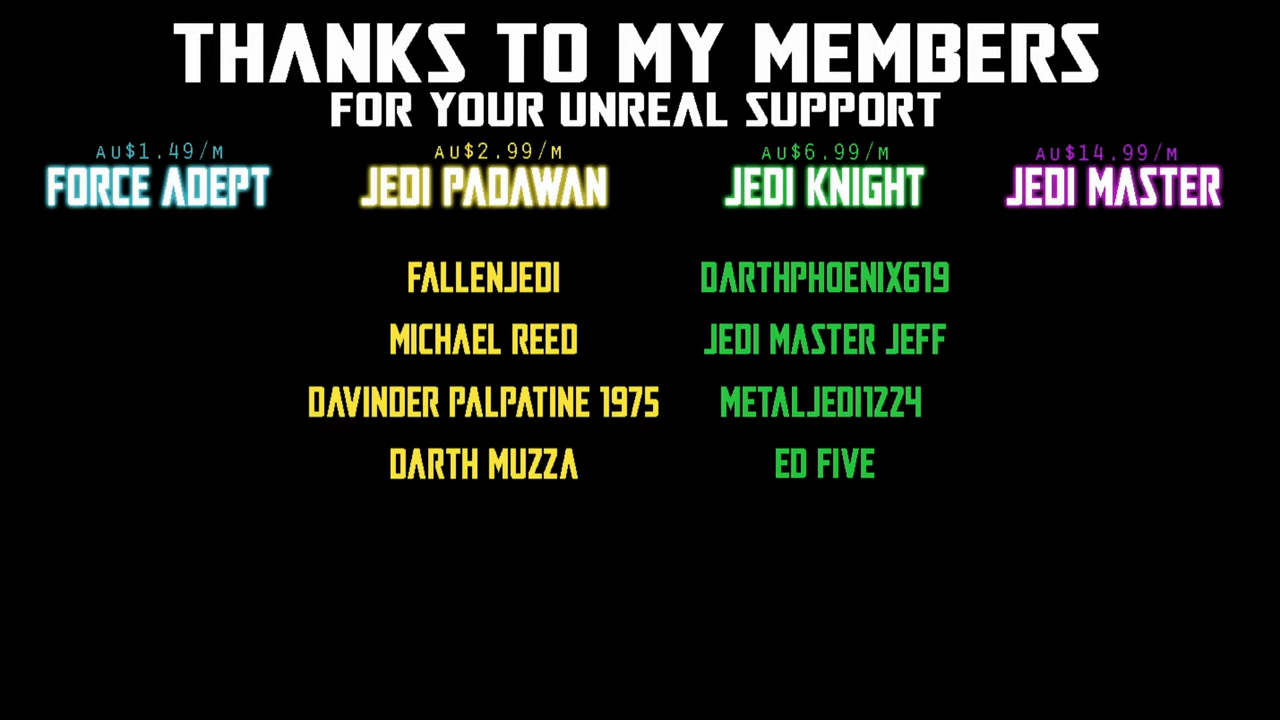 THANKS TO MY MEMBERS
FOR YOUR UNREAL SUPPORT
AU$1.49/M AU$2.99/M AU$6.99/M AU$14.99/M
FORCE ADEPT JEDI PADAWAN JEDI KNIGHT JEDI MASTER
FALLENJEDI DARTHPHOENIX619
MICHAEL REED JEDI MASTER JEFF
DAVINDER PALPATINE 1975 METALJEDI1224
DARTH MUZZA ED FIVE